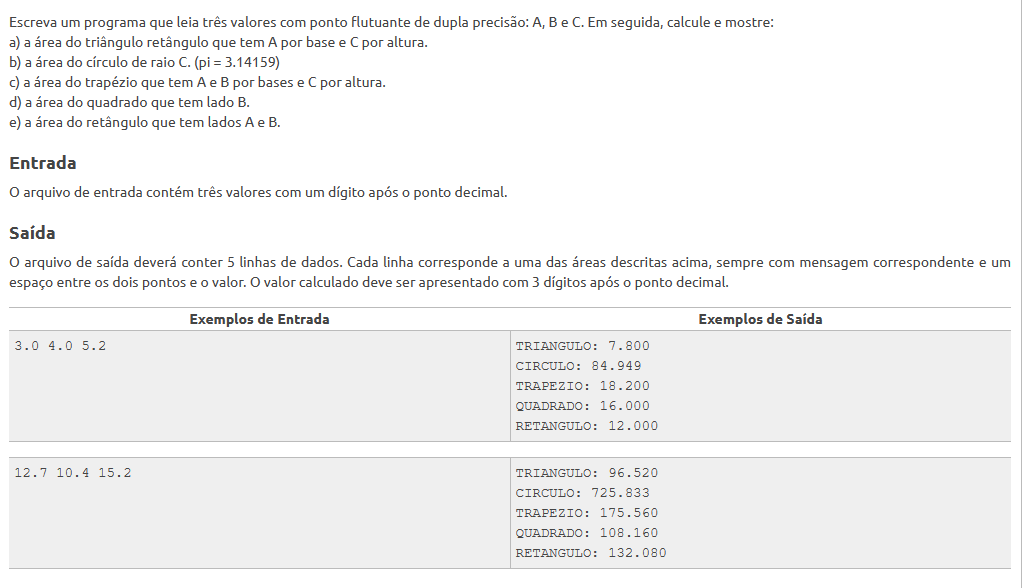 Escreva um programa que leia três valores com ponto flutuante de dupla precisão: A, B e C. Em seguida, calcule e mostre:
a) a área do triângulo retângulo que tem A por base e C por altura.
b) a área do círculo de raio C. (pi = 3.14159)
c) a área do trapézio que tem A e B por bases e C por altura.
d) a área do quadrado que tem lado B.
e) a área do retângulo que tem lados A e B.
Entrada
O arquivo de entrada contém três valores com um dígito após o ponto decimal.
Saída
O arquivo de saída deverá conter 5 linhas de dados. Cada linha corresponde a uma das áreas descritas acima, sempre com mensagem correspondente e um
espaço entre os dois pontos e o valor. O valor calculado deve ser apresentado com 3 dígitos após o ponto decimal.
Exemplos de Entrada
Exemplos de Saída
3.0 4.0 5.2
TRIANGULO: 7.800
CIRCULO: 84.949
TRAPEZIO: 18.200
QUADRADO: 16.000
RETANGULO: 12.000
12.7 10.4 15.2
TRIANGULO: 96.520
CIRCULO: 725.833
TRAPEZIO: 175.560
QUADRADO: 108.160
RETANGULO: 132.080